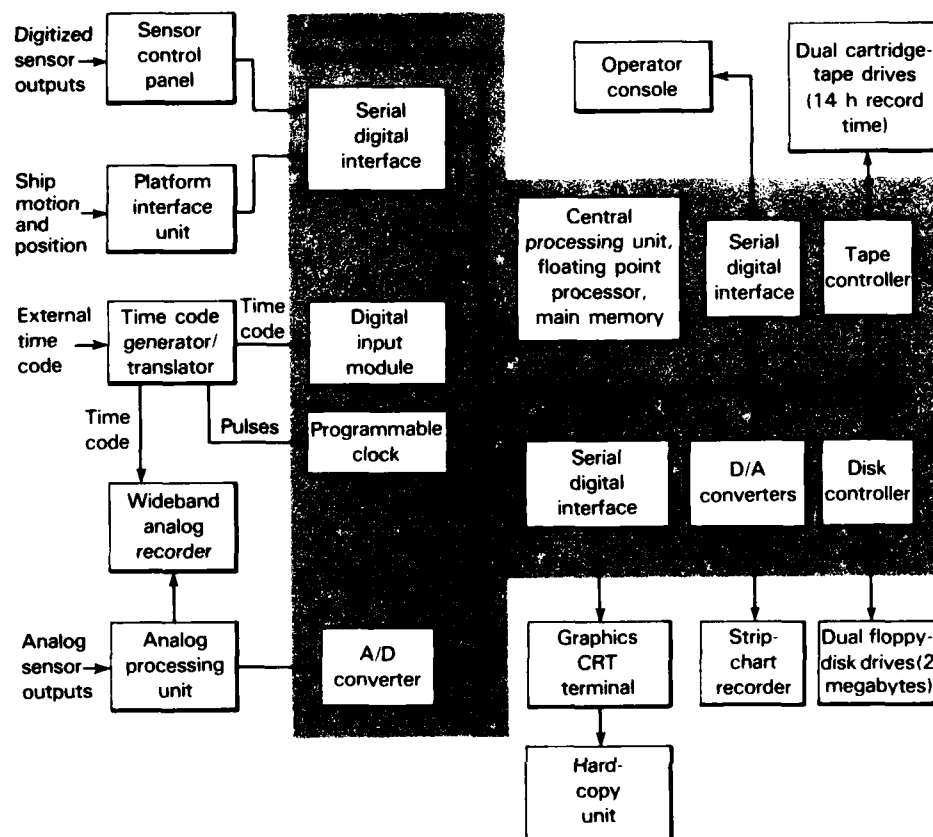 Digitized
sensor
outputs
Sensor
control
panel
Serial
digital
interface
Operator
console
Dual cartridge-
tape drives
(14 h record
time)
Ship
motion
and
position
Platform
interface
unit
Central
processing unit,
floating point
processor,
main memory
Serial
digital
interface
Tape
controller
External
time
code
Time code
generator/
translator
Time
code
Digital
input
module
Time
code
Pulses
Programmable
clock
Serial
digital
interface
D/A
converters
Disk
controller
Wideband
analog
recorder
Analog
sensor
outputs
Analog
processing
unit
A/D
converter
Graphics
CRT
terminal
Strip-
chart
recorder
Dual floppy-
disk drives(2
megabytes)
Hard-
copy
unit